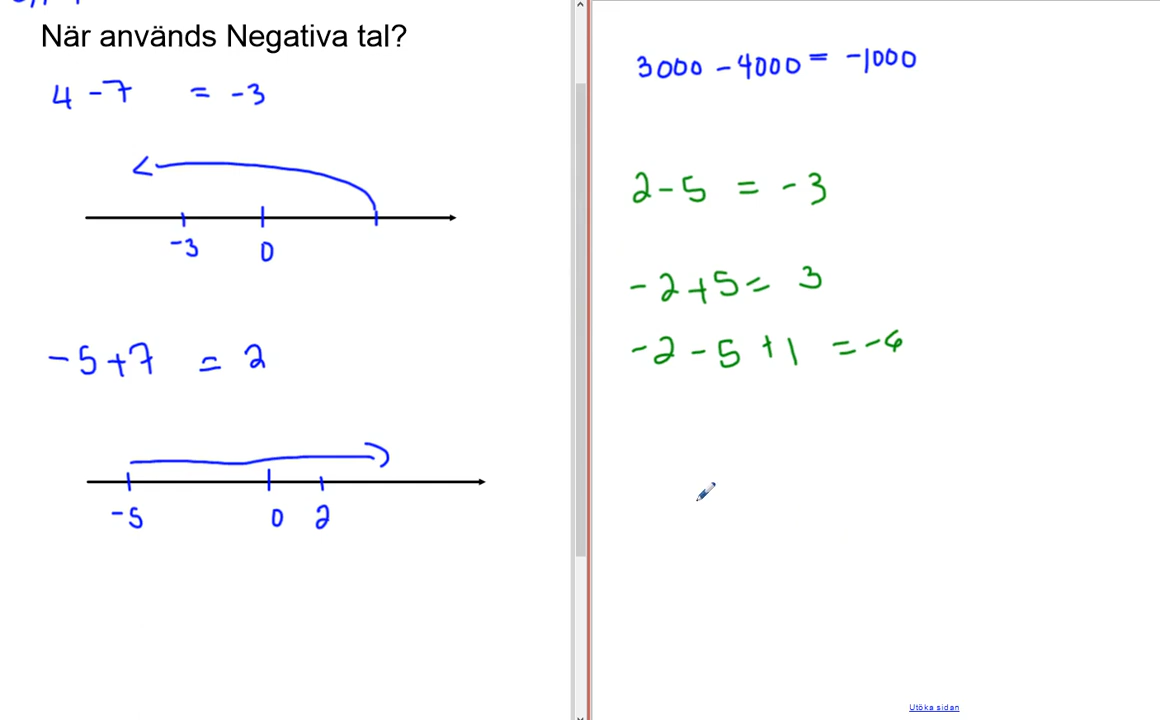 När används Negativa tal?
4 - 7 = -3
-3 0
-5 + 7 = 2
-5 0 2
3000 - 4000 = -1000
2 - 5 = -3
-2 + 5 = 3
-2 - 5 + 1 = -6
Utöka sidan